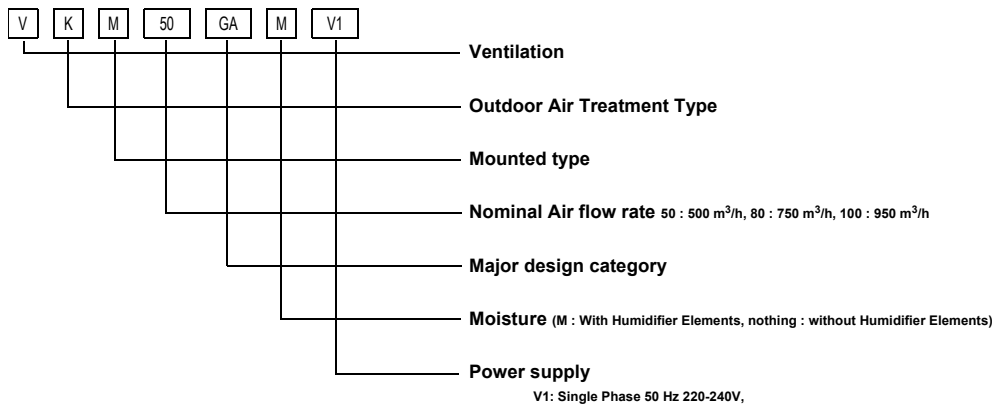 V K M 50 GA M V1
Ventilation
Outdoor Air Treatment Type
Mounted type
Nominal Air flow rate 50 : 500 m³/h, 80 : 750 m³/h, 100 : 950 m³/h
Major design category
Moisture (M : With Humidifier Elements, nothing : without Humidifier Elements)
Power supply
V1: Single Phase 50 Hz 220-240V,